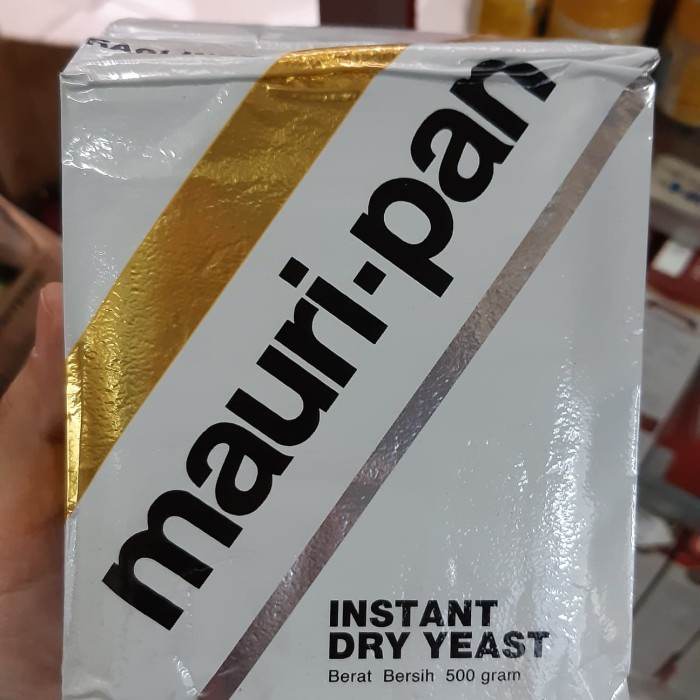 mauri-pan
INSTANT
DRY YEAST
Berat Bersih 500 gram